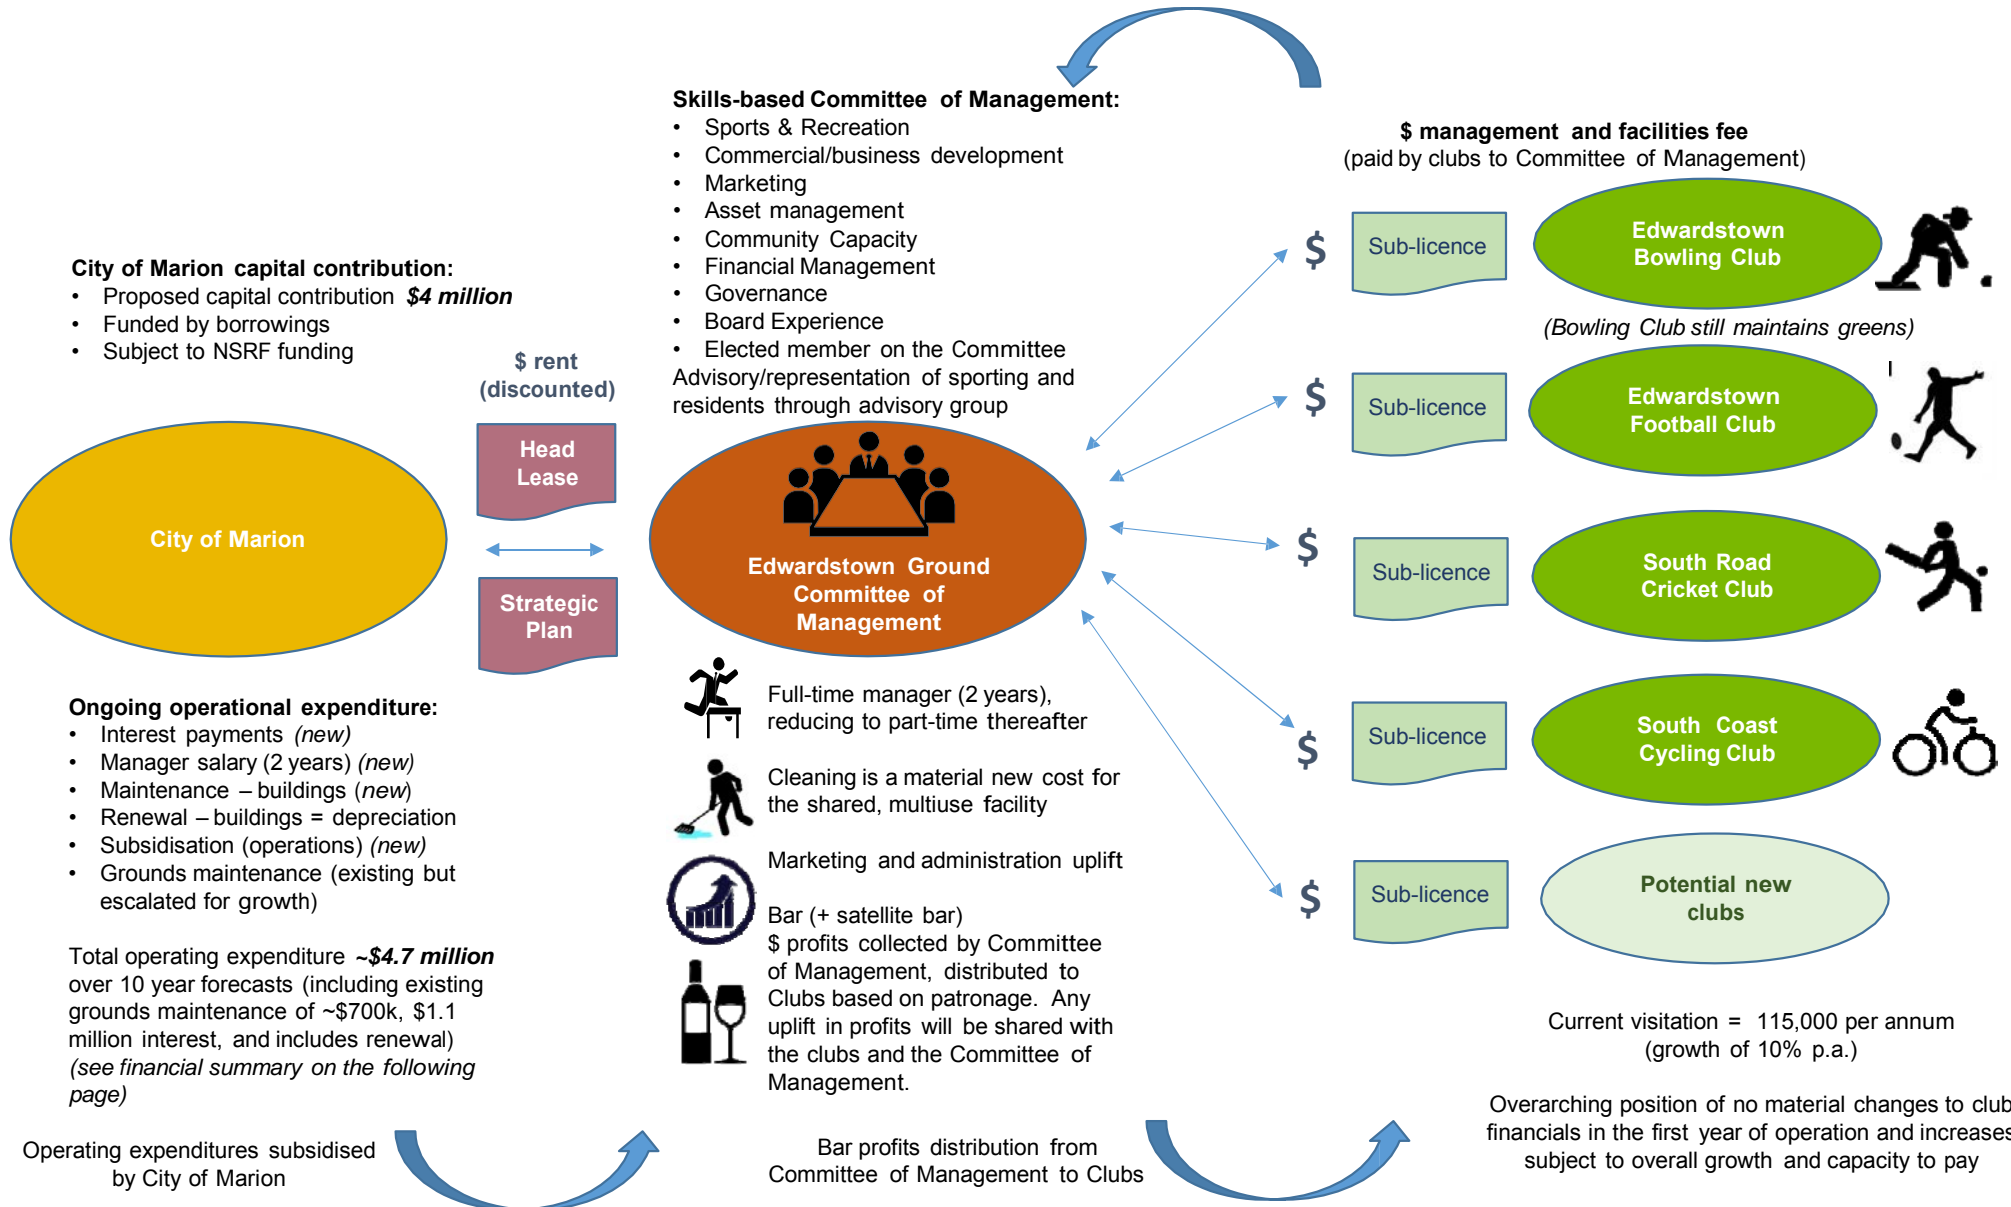 City of Marion capital contribution:
• Proposed capital contribution $4 million
• Funded by borrowings
• Subject to NSRF funding
City of Marion
Ongoing operational expenditure:
• Interest payments (new)
• Manager salary (2 years) (new)
• Maintenance – buildings (new)
• Renewal – buildings = depreciation
• Subsidisation (operations) (new)
• Grounds maintenance (existing but
escalated for growth)
Total operating expenditure ~$4.7 million
over 10 year forecasts (including existing
grounds maintenance of ~$700k, $1.1
million interest, and includes renewal)
(see financial summary on the following
page)
Operating expenditures subsidised
by City of Marion
$ rent
(discounted)
Head
Lease
Strategic
Plan
Skills-based Committee of Management:
• Sports & Recreation
• Commercial/business development
• Marketing
• Asset management
• Community Capacity
• Financial Management
• Governance
• Board Experience
• Elected member on the Committee
Advisory/representation of sporting and
residents through advisory group
Edwardstown Ground
Committee of
Management
Full-time manager (2 years),
reducing to part-time thereafter
Cleaning is a material new cost for
the shared, multiuse facility
Marketing and administration uplift
Bar (+ satellite bar)
$ profits collected by Committee
of Management, distributed to
Clubs based on patronage. Any
uplift in profits will be shared with
the clubs and the Committee of
Management.
Bar profits distribution from
Committee of Management to Clubs
$ management and facilities fee
(paid by clubs to Committee of Management)
$
Sub-licence
Edwardstown
Bowling Club
(Bowling Club still maintains greens)
$
Sub-licence
Edwardstown
Football Club
$
Sub-licence
South Road
Cricket Club
$
Sub-licence
South Coast
Cycling Club
$
Sub-licence
Potential new
clubs
Current visitation = 115,000 per annum
(growth of 10% p.a.)
Overarching position of no material changes to club
financials in the first year of operation and increases
subject to overall growth and capacity to pay